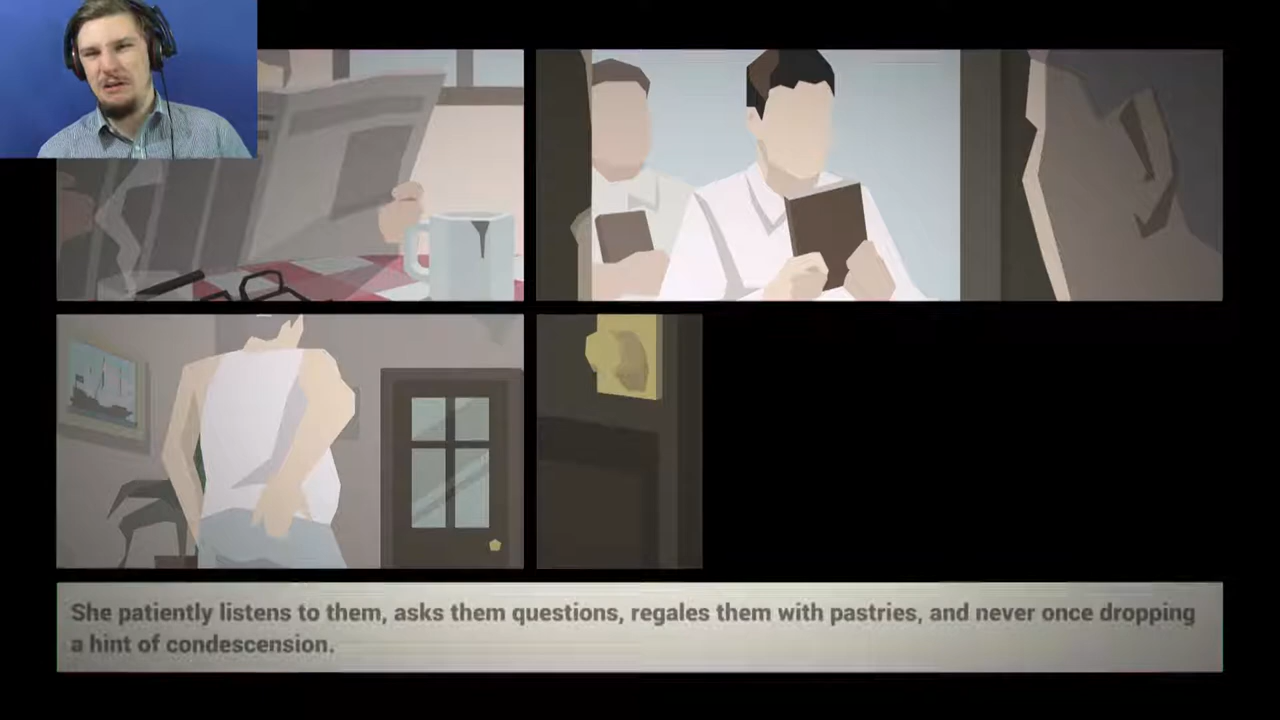 She patiently listens to them, asks them questions, regales them with pastries, and never once dropping
a hint of condescension.